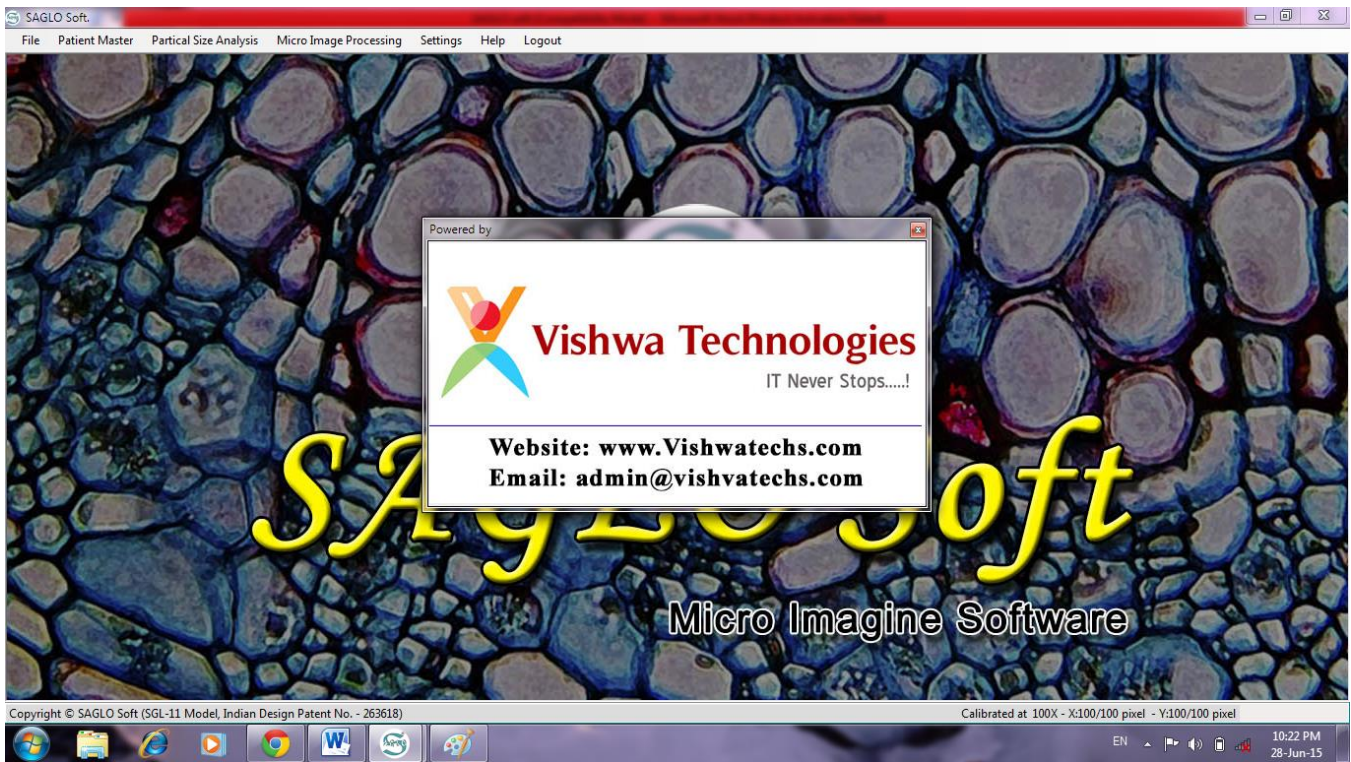 SAGLO Soft.
File Patient Master Partical Size Analysis Micro Image Processing Settings Help Logout
Powered by
Vishwa Technologies
IT Never Stops.....!
Website: www.Vishwatechs.com
Email: admin@vishvatechs.com
SAGLO Soft
Micro Imagine Software
Copyright © SAGLO Soft (SGL-11 Model, Indian Design Patent No. - 263618)
Calibrated at 100X - X:100/100 pixel - Y:100/100 pixel
EN
10:22 PM
28-Jun-15